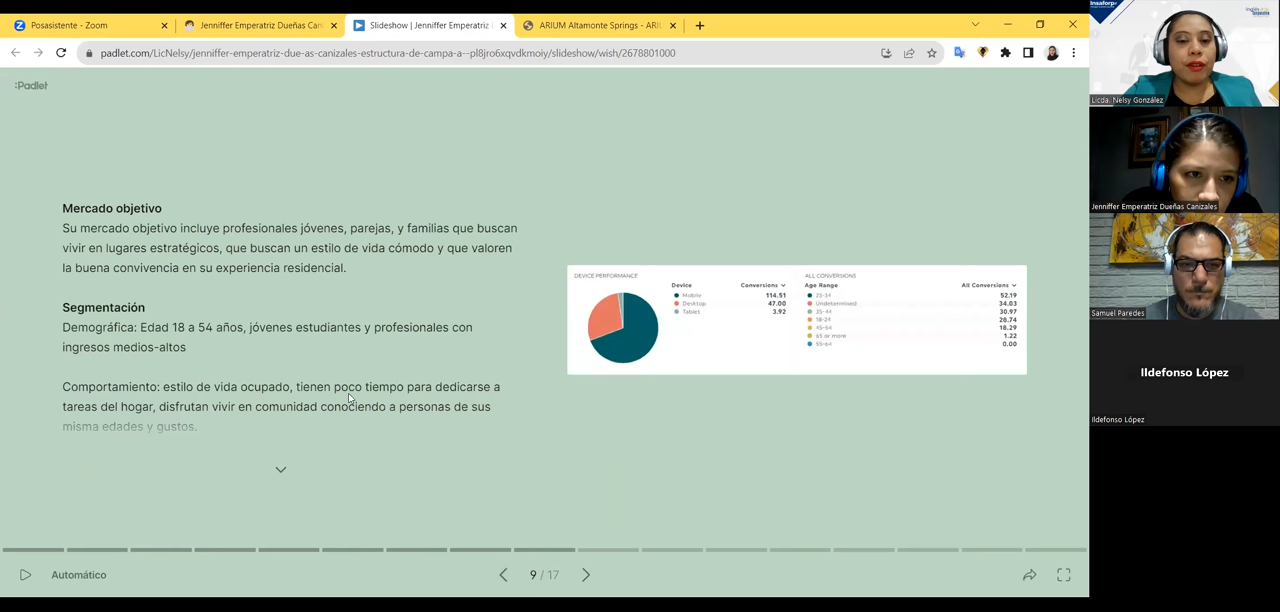 Posasistente - Zoom
Jenniffer Emperatriz Dueñas Can
Slideshow | Jenniffer Emperatriz L
ARIUM Altamonte Springs - ARI
padlet.com/LicNelsy/jenniffer-emperatriz-due-as-canizales-estructura-de-campa-a--pl8jro6xqvdkmoiy/slideshow/wish/2678801000
:Padlet
Mercado objetivo
Su mercado objetivo incluye profesionales jóvenes, parejas, y familias que buscan
vivir en lugares estratégicos, que buscan un estilo de vida cómodo y que valoren
la buena convivencia en su experiencia residencial.
Segmentación
Demográfica: Edad 18 a 54 años, jóvenes estudiantes y profesionales con
ingresos medios-altos
Comportamiento: estilo de vida ocupado, tienen poco tiempo para dedicarse a
tareas del hogar, disfrutan vivir en comunidad conociendo a personas de sus
misma edades y gustos.
DEVICE PERFORMANCE
Device Conversions
Mobile 114.51
Desktop 47.00
Tablet 3.92
ALL CONVERSIONS
Age Range All Conversions
25-34 52.19
Undetermined 34.03
35-44 30.97
18-24 28.74
45-54 18.29
65 or more 1.22
55-64 0.00
Automático
9 / 17
Insaforp
Licda. Nelsy González
Jenniffer Emperatriz Dueñas Canizales
Samuel Paredes
Ildefonso López
Ildefonso López